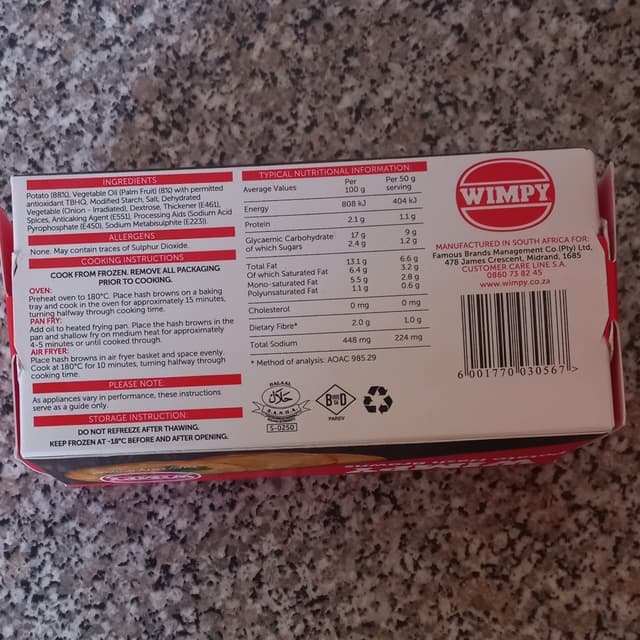 INGREDIENTS
Potato (88%), Vegetable Oil (Palm Fruit) (8%) with permitted
antioxidant TBHQ, Modified Starch, Salt, Dehydrated
Vegetable (Onion - Irradiated), Dextrose, Thickener (E461),
Spices, Anticaking Agent (E551), Processing Aids (Sodium Acid
Pyrophosphate (E450), Sodium Metabisulphite (E223)).
ALLERGENS
None. May contain traces of Sulphur Dioxide.
COOKING INSTRUCTIONS
COOK FROM FROZEN. REMOVE ALL PACKAGING
PRIOR TO COOKING.
OVEN:
Preheat oven to 180°C. Place hash browns on a baking
tray and cook in the oven for approximately 15 minutes,
turning halfway through cooking time.
PAN FRY:
Add oil to heated frying pan. Place the hash browns in the
pan and shallow fry on medium heat for approximately
4-5 minutes or until cooked through.
AIR FRYER:
Place hash browns in air fryer basket and space evenly.
Cook at 180°C for 10 minutes, turning halfway through
cooking time.
PLEASE NOTE:
As appliances vary in performance, these instructions
serve as a guide only.
STORAGE INSTRUCTION:
DO NOT REFREEZE AFTER THAWING.
KEEP FROZEN AT -18°C BEFORE AND AFTER OPENING.
TYPICAL NUTRITIONAL INFORMATION:
Average Values Per 100 g Per 50 g serving
Energy 808 kJ 404 kJ
Protein 2.1 g 1.1 g
Glycaemic Carbohydrate 17 g 9 g
of which Sugars 2.4 g 1.2 g
Total Fat 13.1 g 6.6 g
Of which Saturated Fat 6.4 g 3.2 g
Mono-saturated Fat 5.5 g 2.8 g
Polyunsaturated Fat 1.1 g 0.6 g
Cholesterol 0 mg 0 mg
Dietary Fibre* 2.0 g 1.0 g
Total Sodium 448 mg 224 mg
* Method of analysis: AOAC 985.29
HALAAL
حلال
S.A.N.H.A.
S-0250
BETH DIN
PAREV
WIMPY
MANUFACTURED IN SOUTH AFRICA FOR:
Famous Brands Management Co.(Pty) Ltd.
478 James Crescent, Midrand, 1685
CUSTOMER CARE LINE S.A.
0860 73 82 45
www.wimpy.co.za
6 001770 030567 >